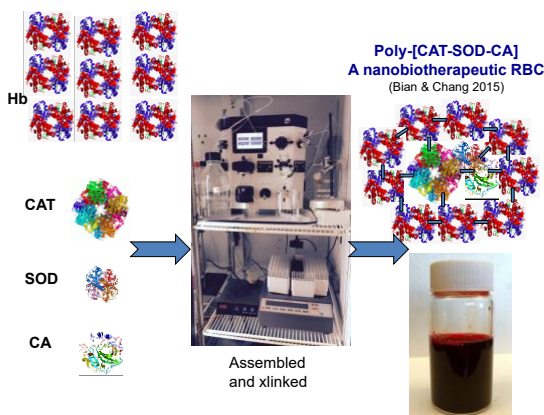 Hb
CAT
SOD
CA
Assembled
and xlinked
Poly-[CAT-SOD-CA]
A nanobiotherapeutic RBC
(Bian & Chang 2015)